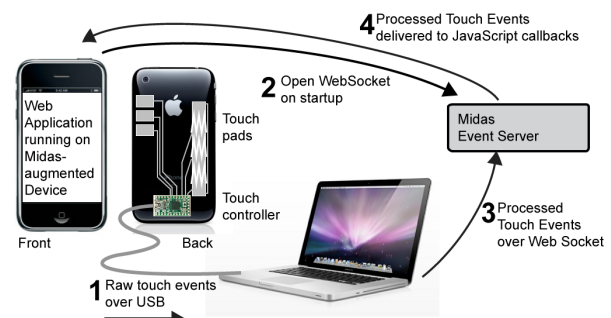 4 Processed Touch Events
delivered to JavaScript callbacks
2 Open WebSocket
on startup
Web
Application
running on
Midas-
augmented
Device
Touch
pads
Midas
Event Server
Touch
controller
3 Processed
Touch Events
over Web Socket
Front
Back
1 Raw touch events
over USB